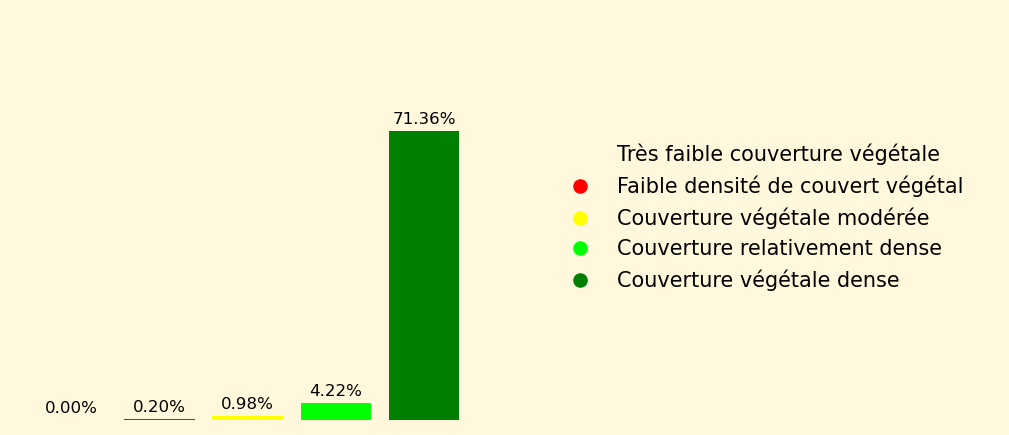 71.36%
4.22%
0.98%
0.20%
0.00%
Très faible couverture végétale
Faible densité de couvert végétal
Couverture végétale modérée
Couverture relativement dense
Couverture végétale dense